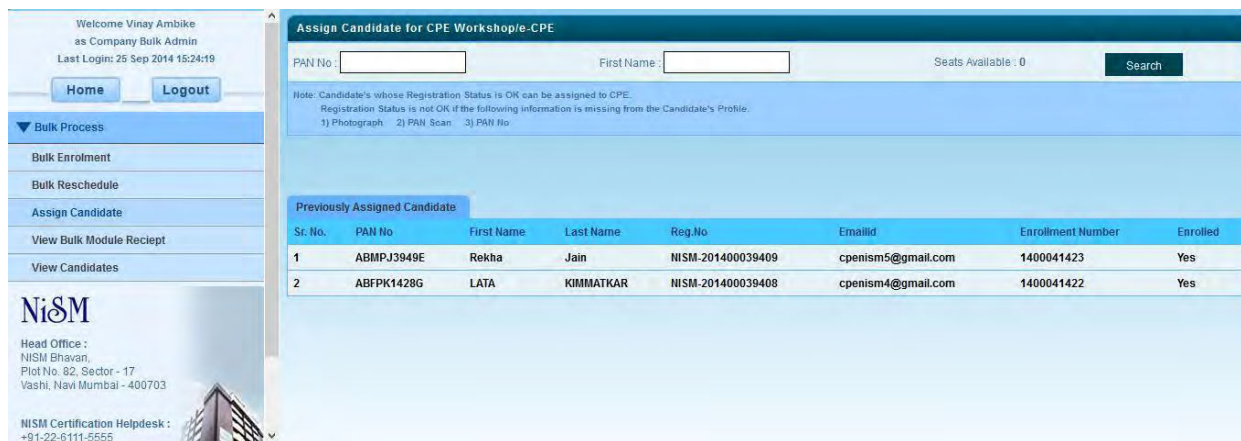 Welcome Vinay Ambike
as Company Bulk Admin
Last Login: 25 Sep 2014 15:24:19
Home Logout
Bulk Process
Bulk Enrolment
Bulk Reschedule
Assign Candidate
View Bulk Module Reciept
View Candidates
NiSM
Head Office :
NISM Bhavan,
Plot No. 82, Sector - 17
Vashi, Navi Mumbai - 400703
NISM Certification Helpdesk :
+91-22-6111-5555
Assign Candidate for CPE Workshop/e-CPE
PAN No : First Name : Seats Available : 0 Search
Note: Candidate's whose Registration Status is OK can be assigned to CPE.
Registration Status is not OK if the following information is missing from the Candidate's Profile.
1) Photograph 2) PAN Scan 3) PAN No
Previously Assigned Candidate
Sr. No. PAN No First Name Last Name Reg.No EmailId Enrollment Number Enrolled
1 ABMPJ3949E Rekha Jain NISM-201400039409 cpenism5@gmail.com 1400041423 Yes
2 ABFPK1428G LATA KIMMATKAR NISM-201400039408 cpenism4@gmail.com 1400041422 Yes